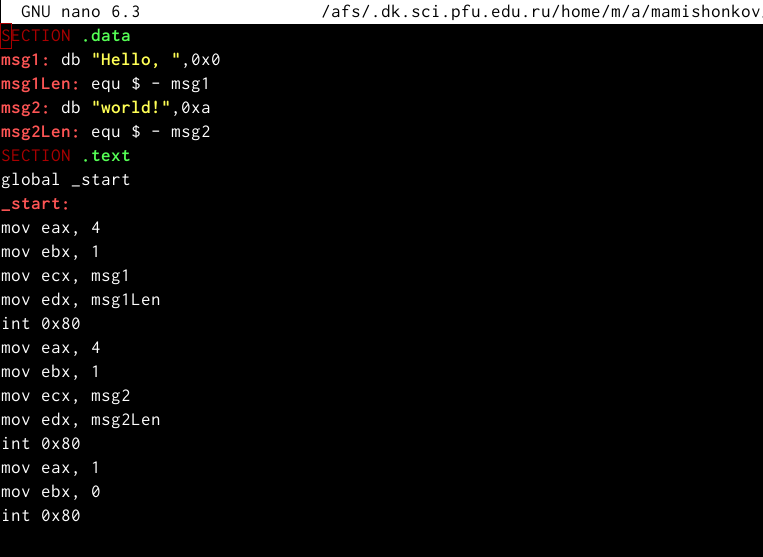 GNU nano 6.3 /afs/.dk.sci.pfu.edu.ru/home/m/a/mamishonkov
SECTION .data
msg1: db "Hello, ",0x0
msg1Len: equ $ - msg1
msg2: db "world!",0xa
msg2Len: equ $ - msg2
SECTION .text
global _start
_start:
mov eax, 4
mov ebx, 1
mov ecx, msg1
mov edx, msg1Len
int 0x80
mov eax, 4
mov ebx, 1
mov ecx, msg2
mov edx, msg2Len
int 0x80
mov eax, 1
mov ebx, 0
int 0x80